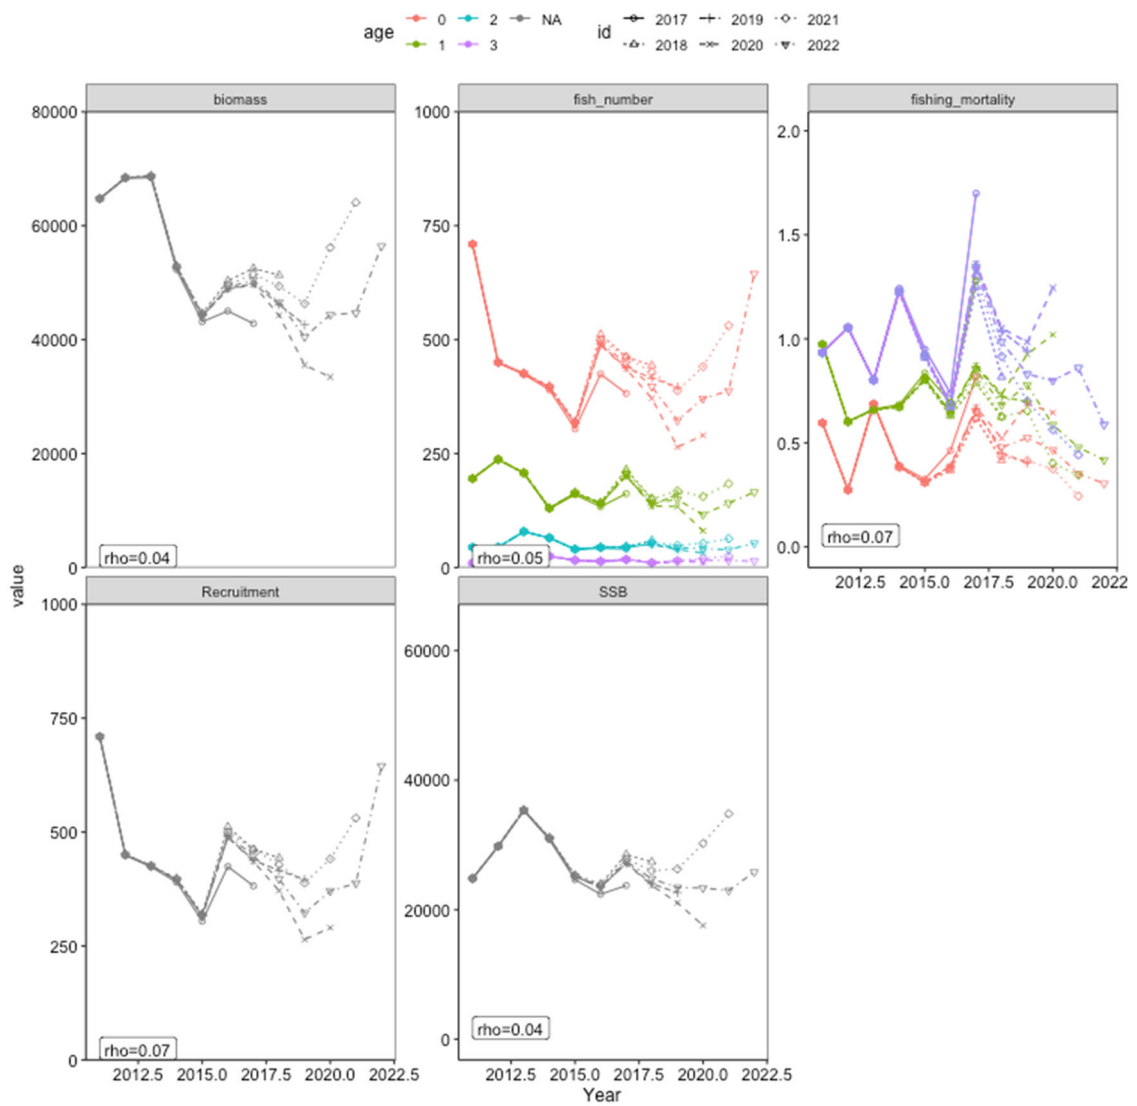 age 0 2 NA id 2017 2019 2021
1 3 2018 2020 2022
biomass fish_number fishing_mortality
80000 1000 2.0
60000 750 1.5
40000 500 1.0
20000 250 0.5
0 0 0.0
rho=0.04 rho=0.05 rho=0.07
2012.5 2015.0 2017.5 2020.0 2022
value
Recruitment SSB
1000 60000
750 40000
500 20000
250 0
0
rho=0.07 rho=0.04
2012.5 2015.0 2017.5 2020.0 2022.5 2012.5 2015.0 2017.5 2020.0 2022.5
Year